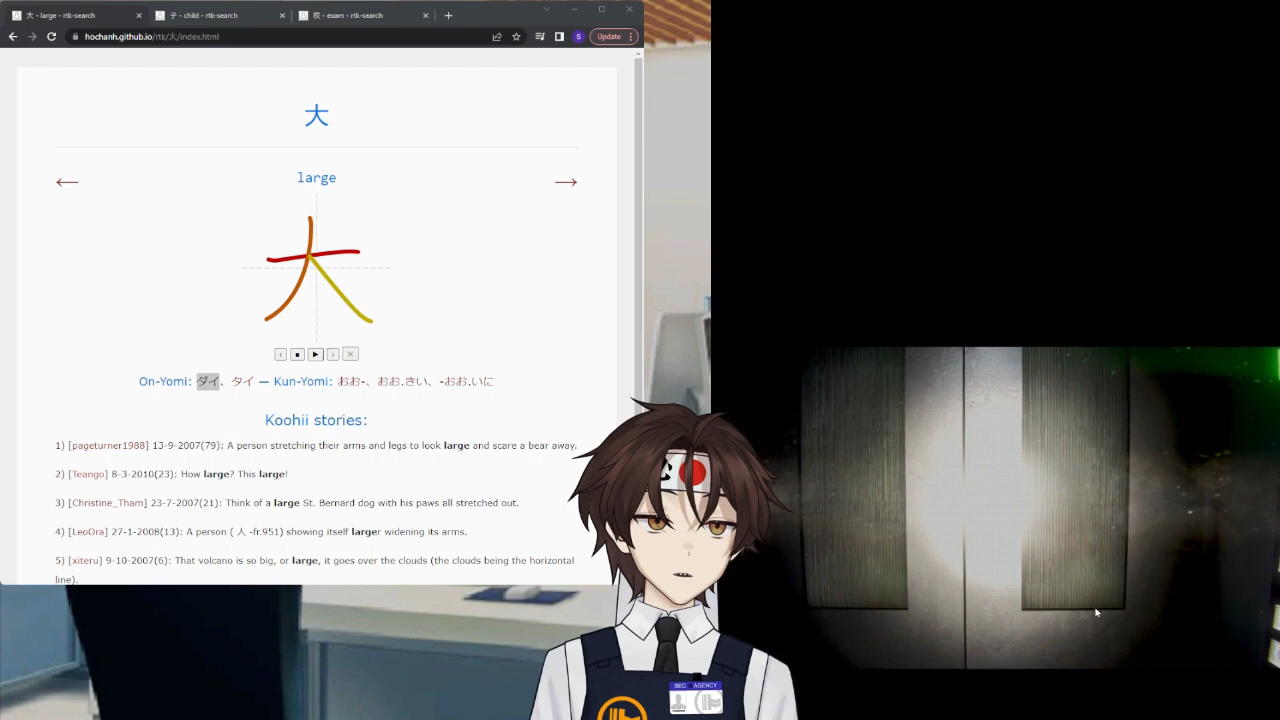 大 - large - rtk-search
子 - child - rtk-search
校 - exam - rtk-search
hochanh.github.io/rtk/大/index.html
Update
大
← large →
On-Yomi: ダイ、タイ — Kun-Yomi: おお-、おお.きい、-おお.いに
Koohii stories:
1) [pageturner1988] 13-9-2007(79): A person stretching their arms and legs to look large and scare a bear away.
2) [Teango] 8-3-2010(23): How large? This large!
3) [Christine_Tham] 23-7-2007(21): Think of a large St. Bernard dog with his paws all stretched out.
4) [LeoOra] 27-1-2008(13): A person ( 人 -fr.951) showing itself larger widening its arms.
5) [xiteru] 9-10-2007(6): That volcano is so big, or large, it goes over the clouds (the clouds being the horizontal
line).
SEC AGENCY